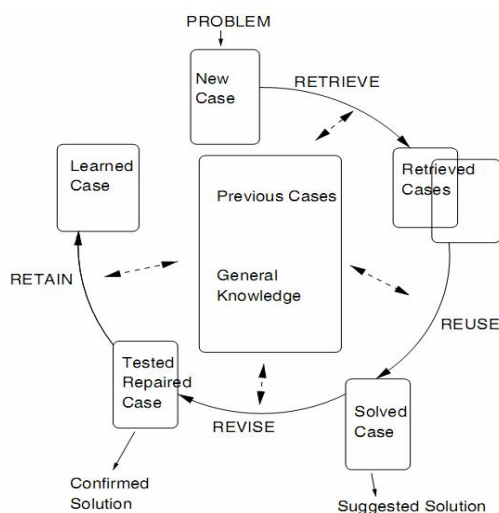 PROBLEM
New
Case
RETRIEVE
Learned
Case
Previous Cases
General
Knowledge
Retrieved
Cases
RETAIN
REUSE
Tested
Repaired
Case
REVISE
Solved
Case
Confirmed
Solution
Suggested Solution